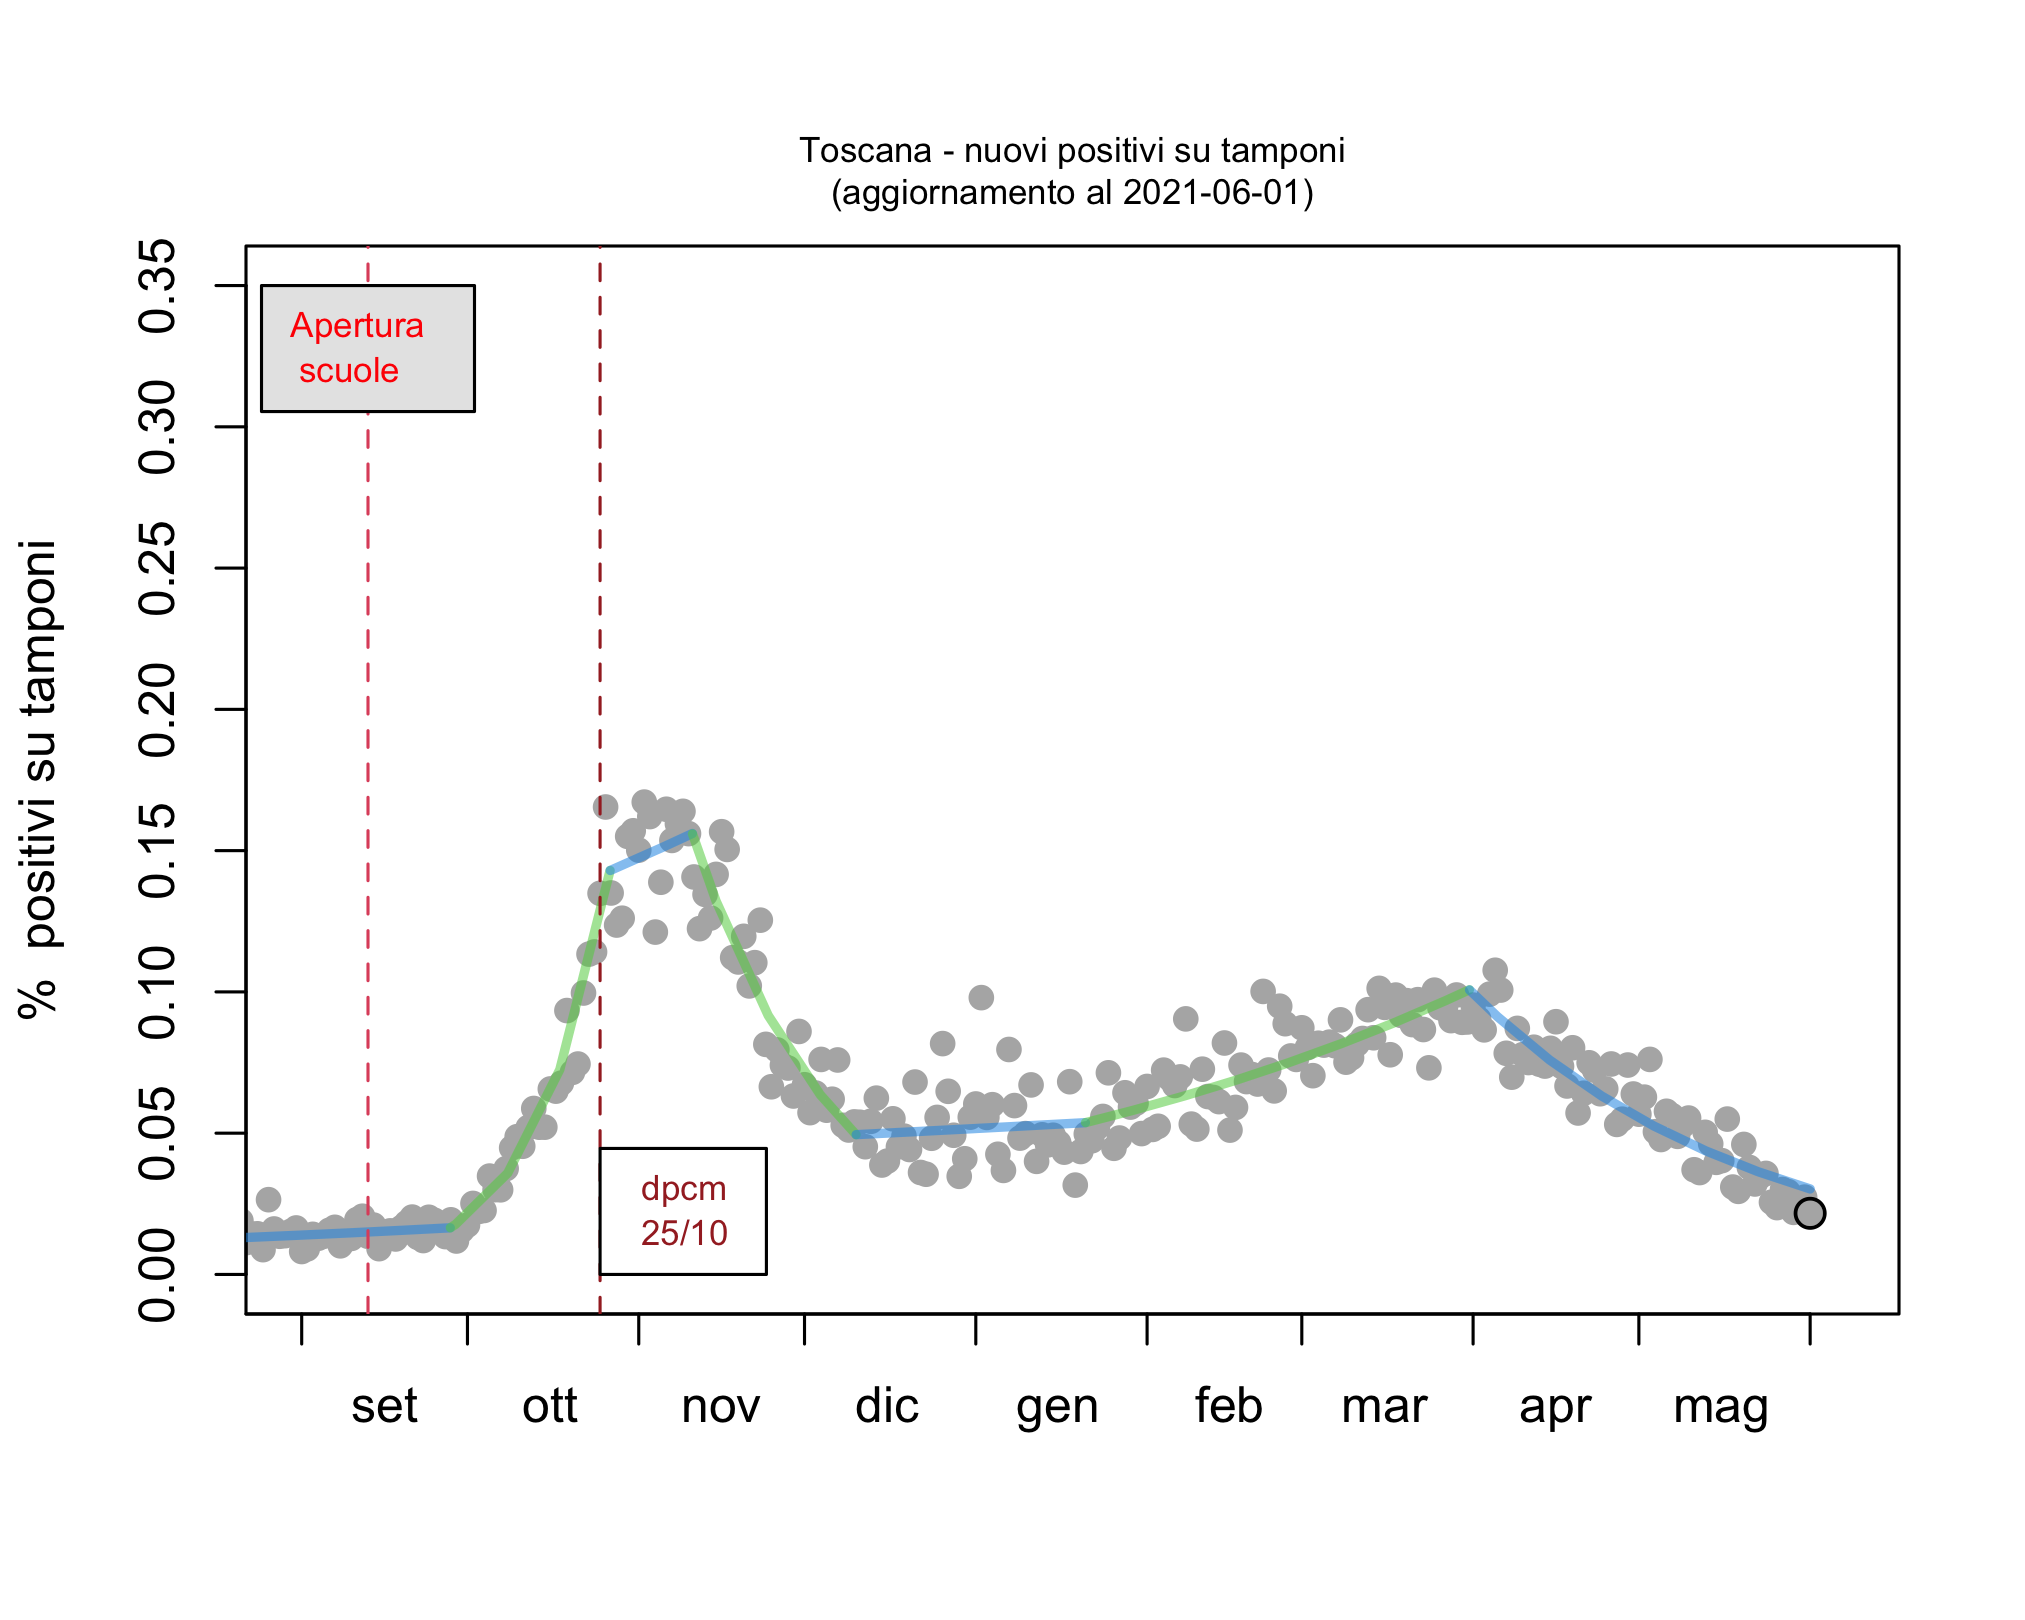 Toscana - nuovi positivi su tamponi
(aggiornamento al 2021-06-01)
% positivi su tamponi
0.35
0.30
0.25
0.20
0.15
0.10
0.05
0.00
Apertura
scuole
dpcm
25/10
set ott nov dic gen feb mar apr mag